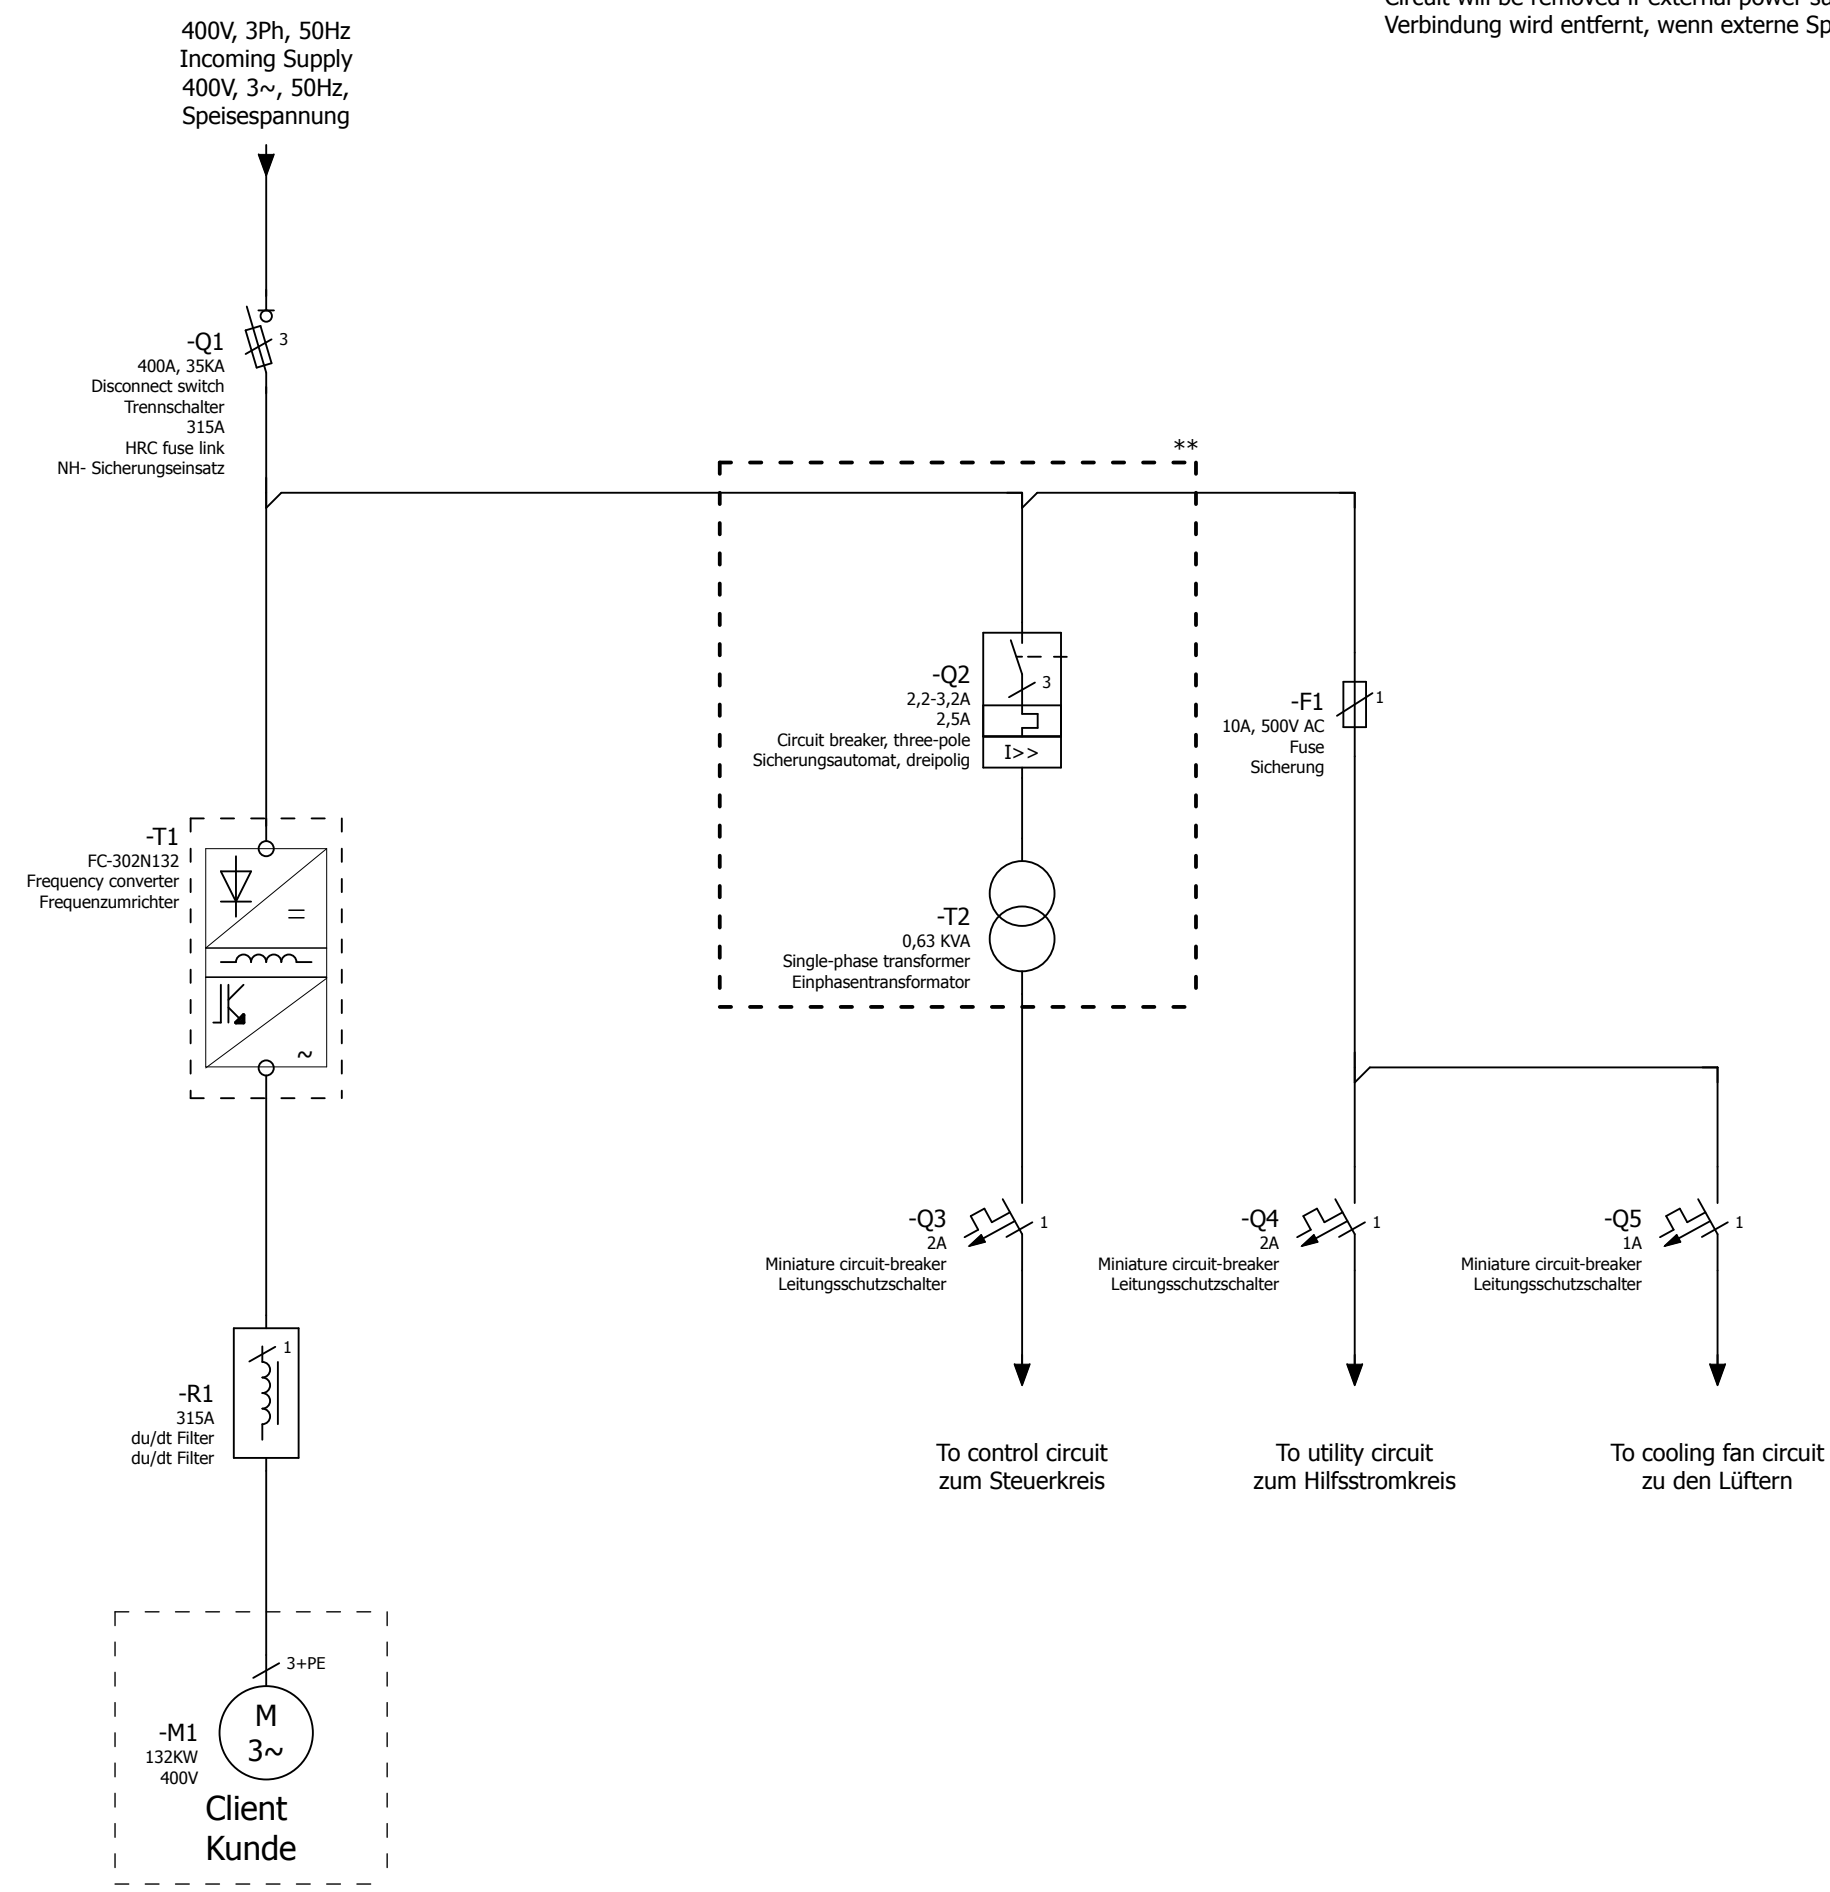 Circuit will be removed if external power
Verbindung wird entfernt, wenn externe
400V, 3Ph, 50Hz
Incoming Supply
400V, 3~, 50Hz,
Speisespannung
-Q1
400A, 35KA
Disconnect switch
Trennschalter
315A
HRC fuse link
NH- Sicherungseinsatz
3
**
-Q2
2,2-3,2A
2,5A
Circuit breaker, three-pole
Sicherungsautomat, dreipolig
3
I>>
-F1
10A, 500V AC
Fuse
Sicherung
1
-T1
FC-302N132
Frequency converter
Frequenzumrichter
=
~
-T2
0,63 KVA
Single-phase transformer
Einphasentransformator
-Q3
2A
Miniature circuit-breaker
Leitungsschutzschalter
1
-Q4
2A
Miniature circuit-breaker
Leitungsschutzschalter
1
-Q5
1A
Miniature circuit-breaker
Leitungsschutzschalter
1
-R1
315A
du/dt Filter
du/dt Filter
1
To control circuit
zum Steuerkreis
To utility circuit
zum Hilfsstromkreis
To cooling fan circuit
zu den Lüftern
3+PE
-M1
132KW
400V
M
3~
Client
Kunde